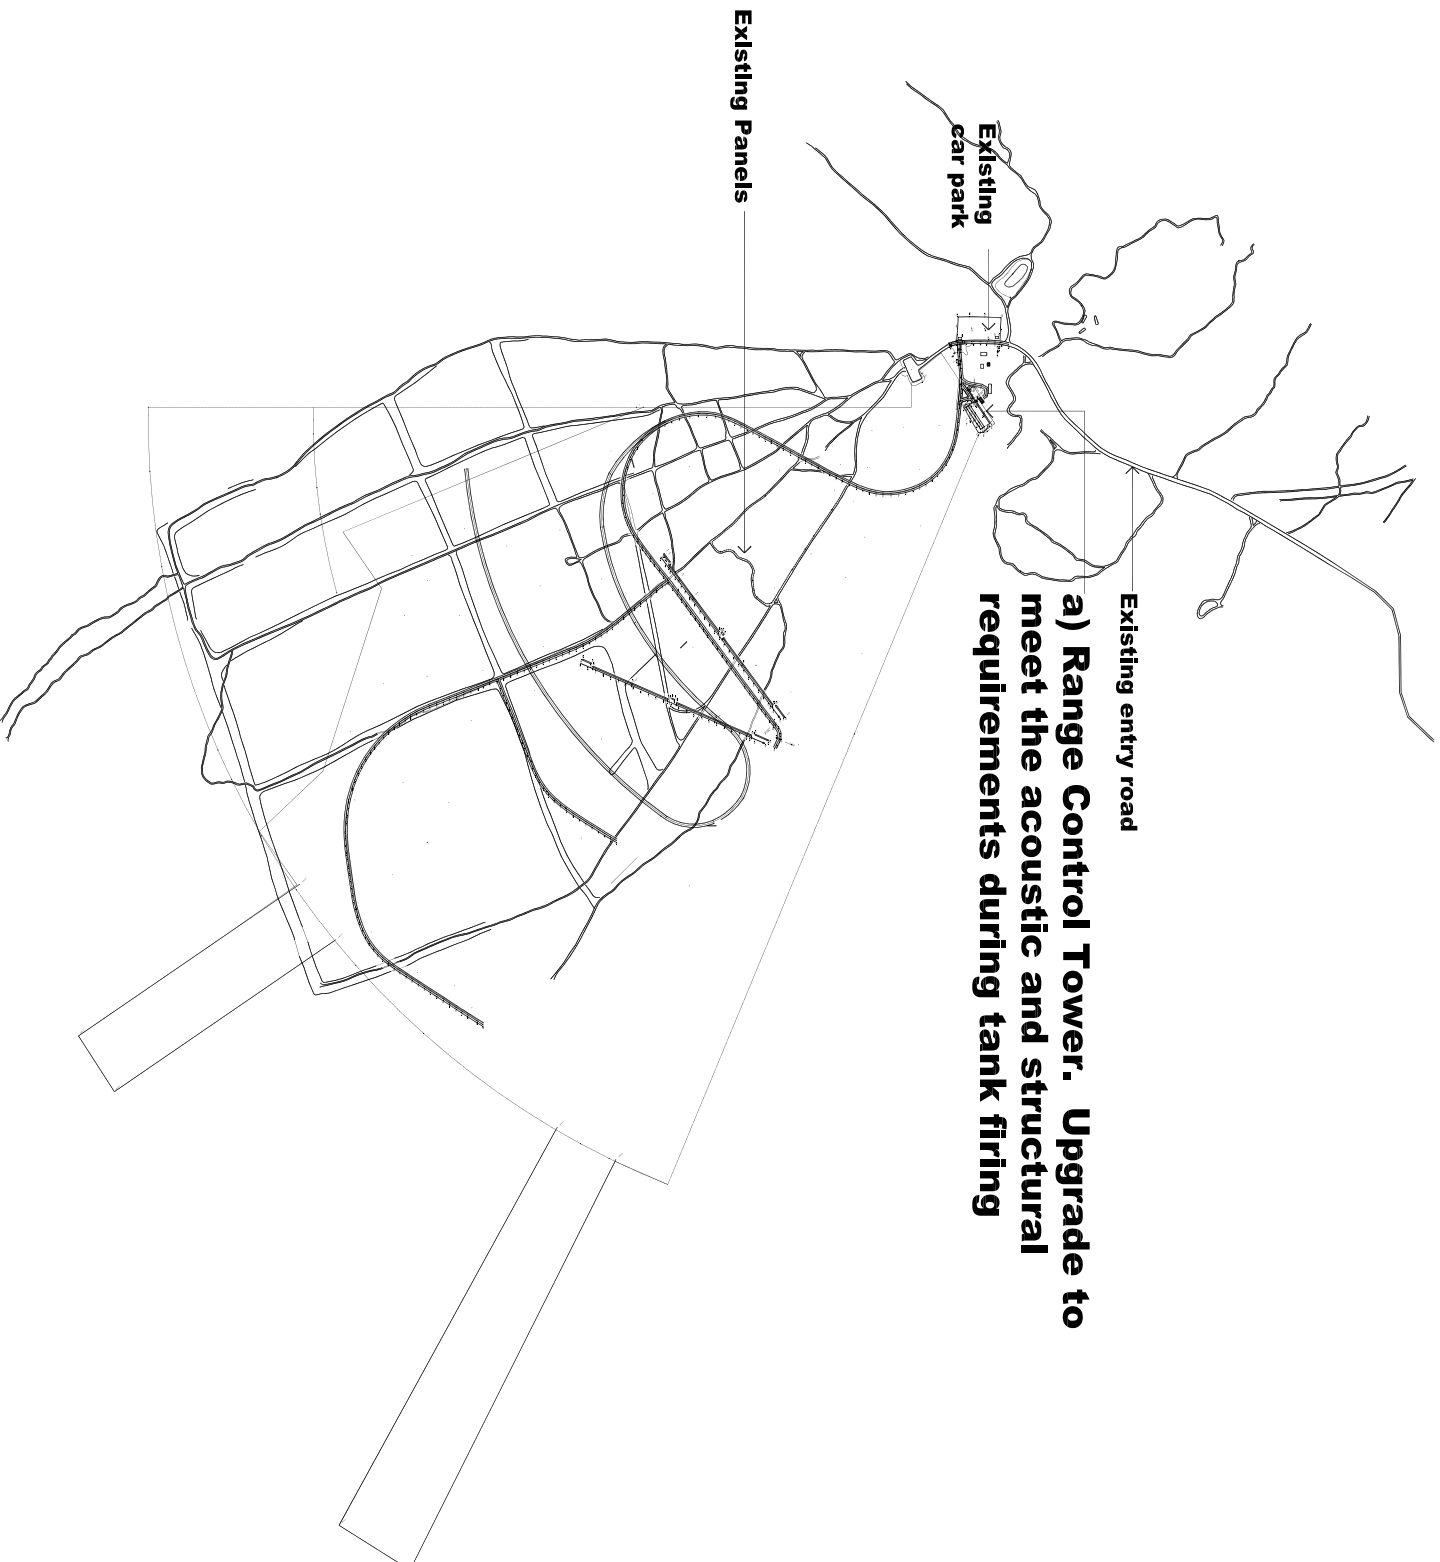 Existing entry road
a) Range Control Tower. Upgrade to
meet the acoustic and structural
requirements during tank firing
Existing
car park
Existing Panels